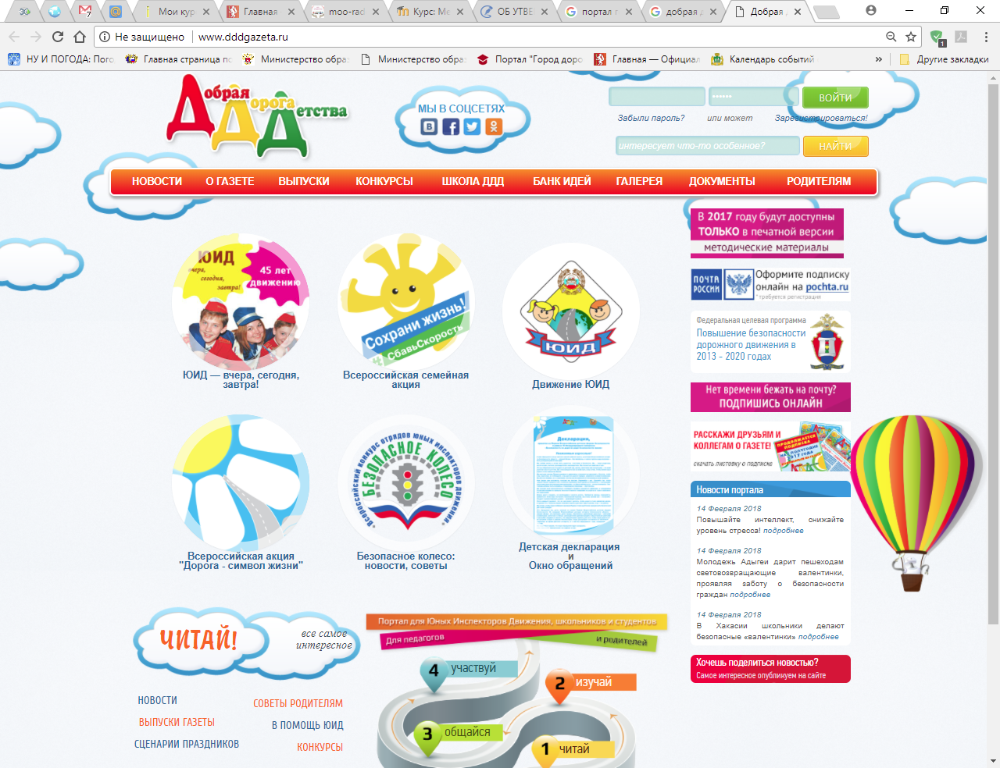 Мои кур
Главная
moo-rad
Курс: Ме
ОБ УТВЕ
портал г
добрая д
Добрая
Не защищено
www.dddgazeta.ru
НУ И ПОГОДА: Пого
Главная страница по
Министерство обра
Министерство обра
Портал "Город доро
Главная — Официал
Календарь событий
»
Другие закладки
Добрая Дорога Детства
МЫ В СОЦСЕТЯХ
ВОЙТИ
Забыли пароль? или может Зарегистрироваться!
интересует что-то особенное?
НАЙТИ
НОВОСТИ О ГАЗЕТЕ ВЫПУСКИ КОНКУРСЫ ШКОЛА ДДД БАНК ИДЕЙ ГАЛЕРЕЯ ДОКУМЕНТЫ РОДИТЕЛЯМ
ЮИД
вчера,
сегодня,
завтра!
45 лет
движению
ЮИД — вчера, сегодня,
завтра!
Сохрани жизнь!
#СбавьСкорость
Всероссийская семейная
акция
ЮИД
Движение ЮИД
Всероссийская акция
"Дорога - символ жизни"
•Всероссийский конкурс отрядов юных инспекторов движения•
БЕЗОПАСНОЕ КОЛЕСО
Безопасное колесо:
новости, советы
Декларация,
Детская декларация
и
Окно обращений
В 2017 году будут доступны
ТОЛЬКО в печатной версии
методические материалы
ПОЧТА
РОССИИ
Оформите подписку
онлайн на pochta.ru
* требуется регистрация
Федеральная целевая программа
Повышение безопасности
дорожного движения в
2013 - 2020 годах
Нет времени бежать на почту?
ПОДПИШИСЬ ОНЛАЙН
РАССКАЖИ ДРУЗЬЯМ И
КОЛЛЕГАМ О ГАЗЕТЕ!
скачать листовку о подписке
ПРОДОЛЖАЕТСЯ
ПОДПИСКА
НА ПОЛУГОДИЕ
2017 ГОДА
Новости портала
14 Февраля 2018
Повышайте интеллект, снижайте
уровень стресса! подробнее
14 Февраля 2018
Молодежь Адыгеи дарит пешеходам
световозвращающие валентинки,
проявляя заботу о безопасности
граждан подробнее
14 Февраля 2018
В Хакасии школьники делают
безопасные «валентинки» подробнее
Хочешь поделиться новостью?
Самое интересное опубликуем на сайте
ЧИТАЙ!
все самое
интересное
НОВОСТИ
ВЫПУСКИ ГАЗЕТЫ
СЦЕНАРИИ ПРАЗДНИКОВ
СОВЕТЫ РОДИТЕЛЯМ
В ПОМОЩЬ ЮИД
КОНКУРСЫ
Портал для Юных Инспекторов Движения, школьников и студентов
Для педагогов
и родителей
4 участвуй
2 изучай
3 общайся
1 читай